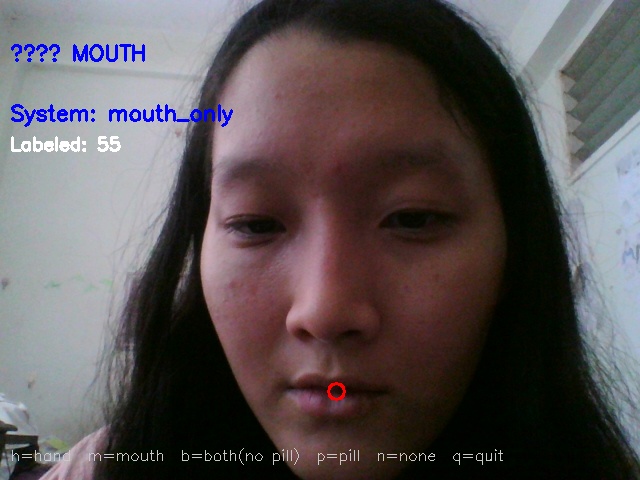 ???? MOUTH
System: mouth_only
Labeled: 55
h=hand m=mouth b=both(no pill) p=pill n=none q=quit